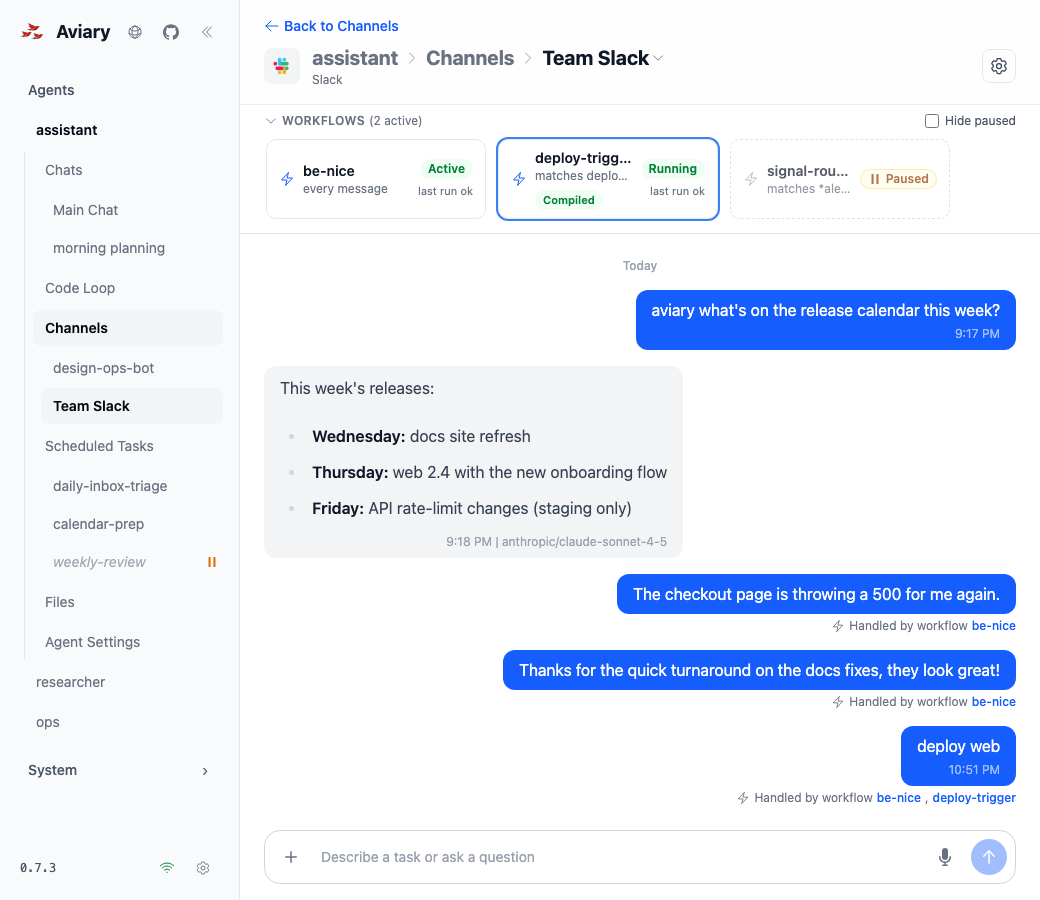 Aviary
Agents
assistant
Chats
Main Chat
morning planning
Code Loop
Channels
design-ops-bot
Team Slack
Scheduled Tasks
daily-inbox-triage
calendar-prep
weekly-review
Files
Agent Settings
researcher
ops
System
0.7.3
Back to Channels
assistant Channels Team Slack
Slack
WORKFLOWS (2 active)
Hide paused
be-nice
every message
Active
last run ok
deploy-trigg...
matches deplo...
Compiled
Running
last run ok
signal-rou...
matches *ale...
Paused
Today
aviary what's on the release calendar this week?
9:17 PM
This week's releases:
Wednesday: docs site refresh
Thursday: web 2.4 with the new onboarding flow
Friday: API rate-limit changes (staging only)
9:18 PM | anthropic/claude-sonnet-4-5
The checkout page is throwing a 500 for me again.
Handled by workflow be-nice
Thanks for the quick turnaround on the docs fixes, they look great!
Handled by workflow be-nice
deploy web
10:51 PM
Handled by workflow be-nice , deploy-trigger
Describe a task or ask a question